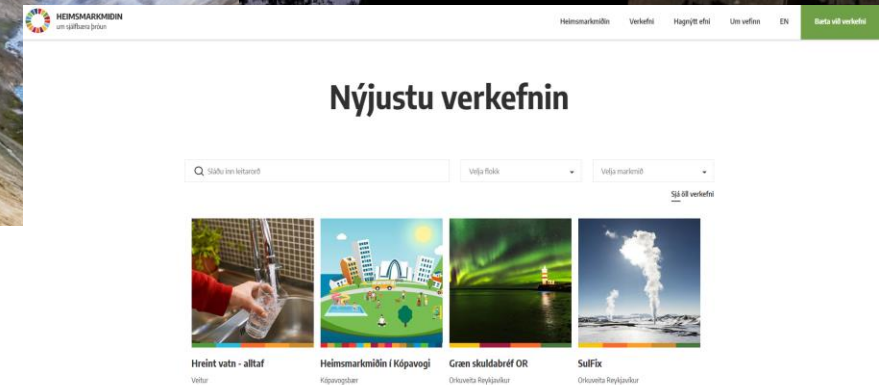 HEIMSMARKMIÐIN
um sjálfbæra þróun
Heimsmarkmiðin Verkefni Hagnýtt efni Um vefinn EN Bæta við verkefni
Nýjustu verkefnin
Sláðu inn leitarorð Velja flokk Velja markmið
Sjá öll verkefni
Hreint vatn - alltaf Heimsmarkmiðin í Kópavogi Græn skuldabréf OR SulFix
Veitur Kópavogsbær Orkuveita Reykjavíkur Orkuveita Reykjavíkur